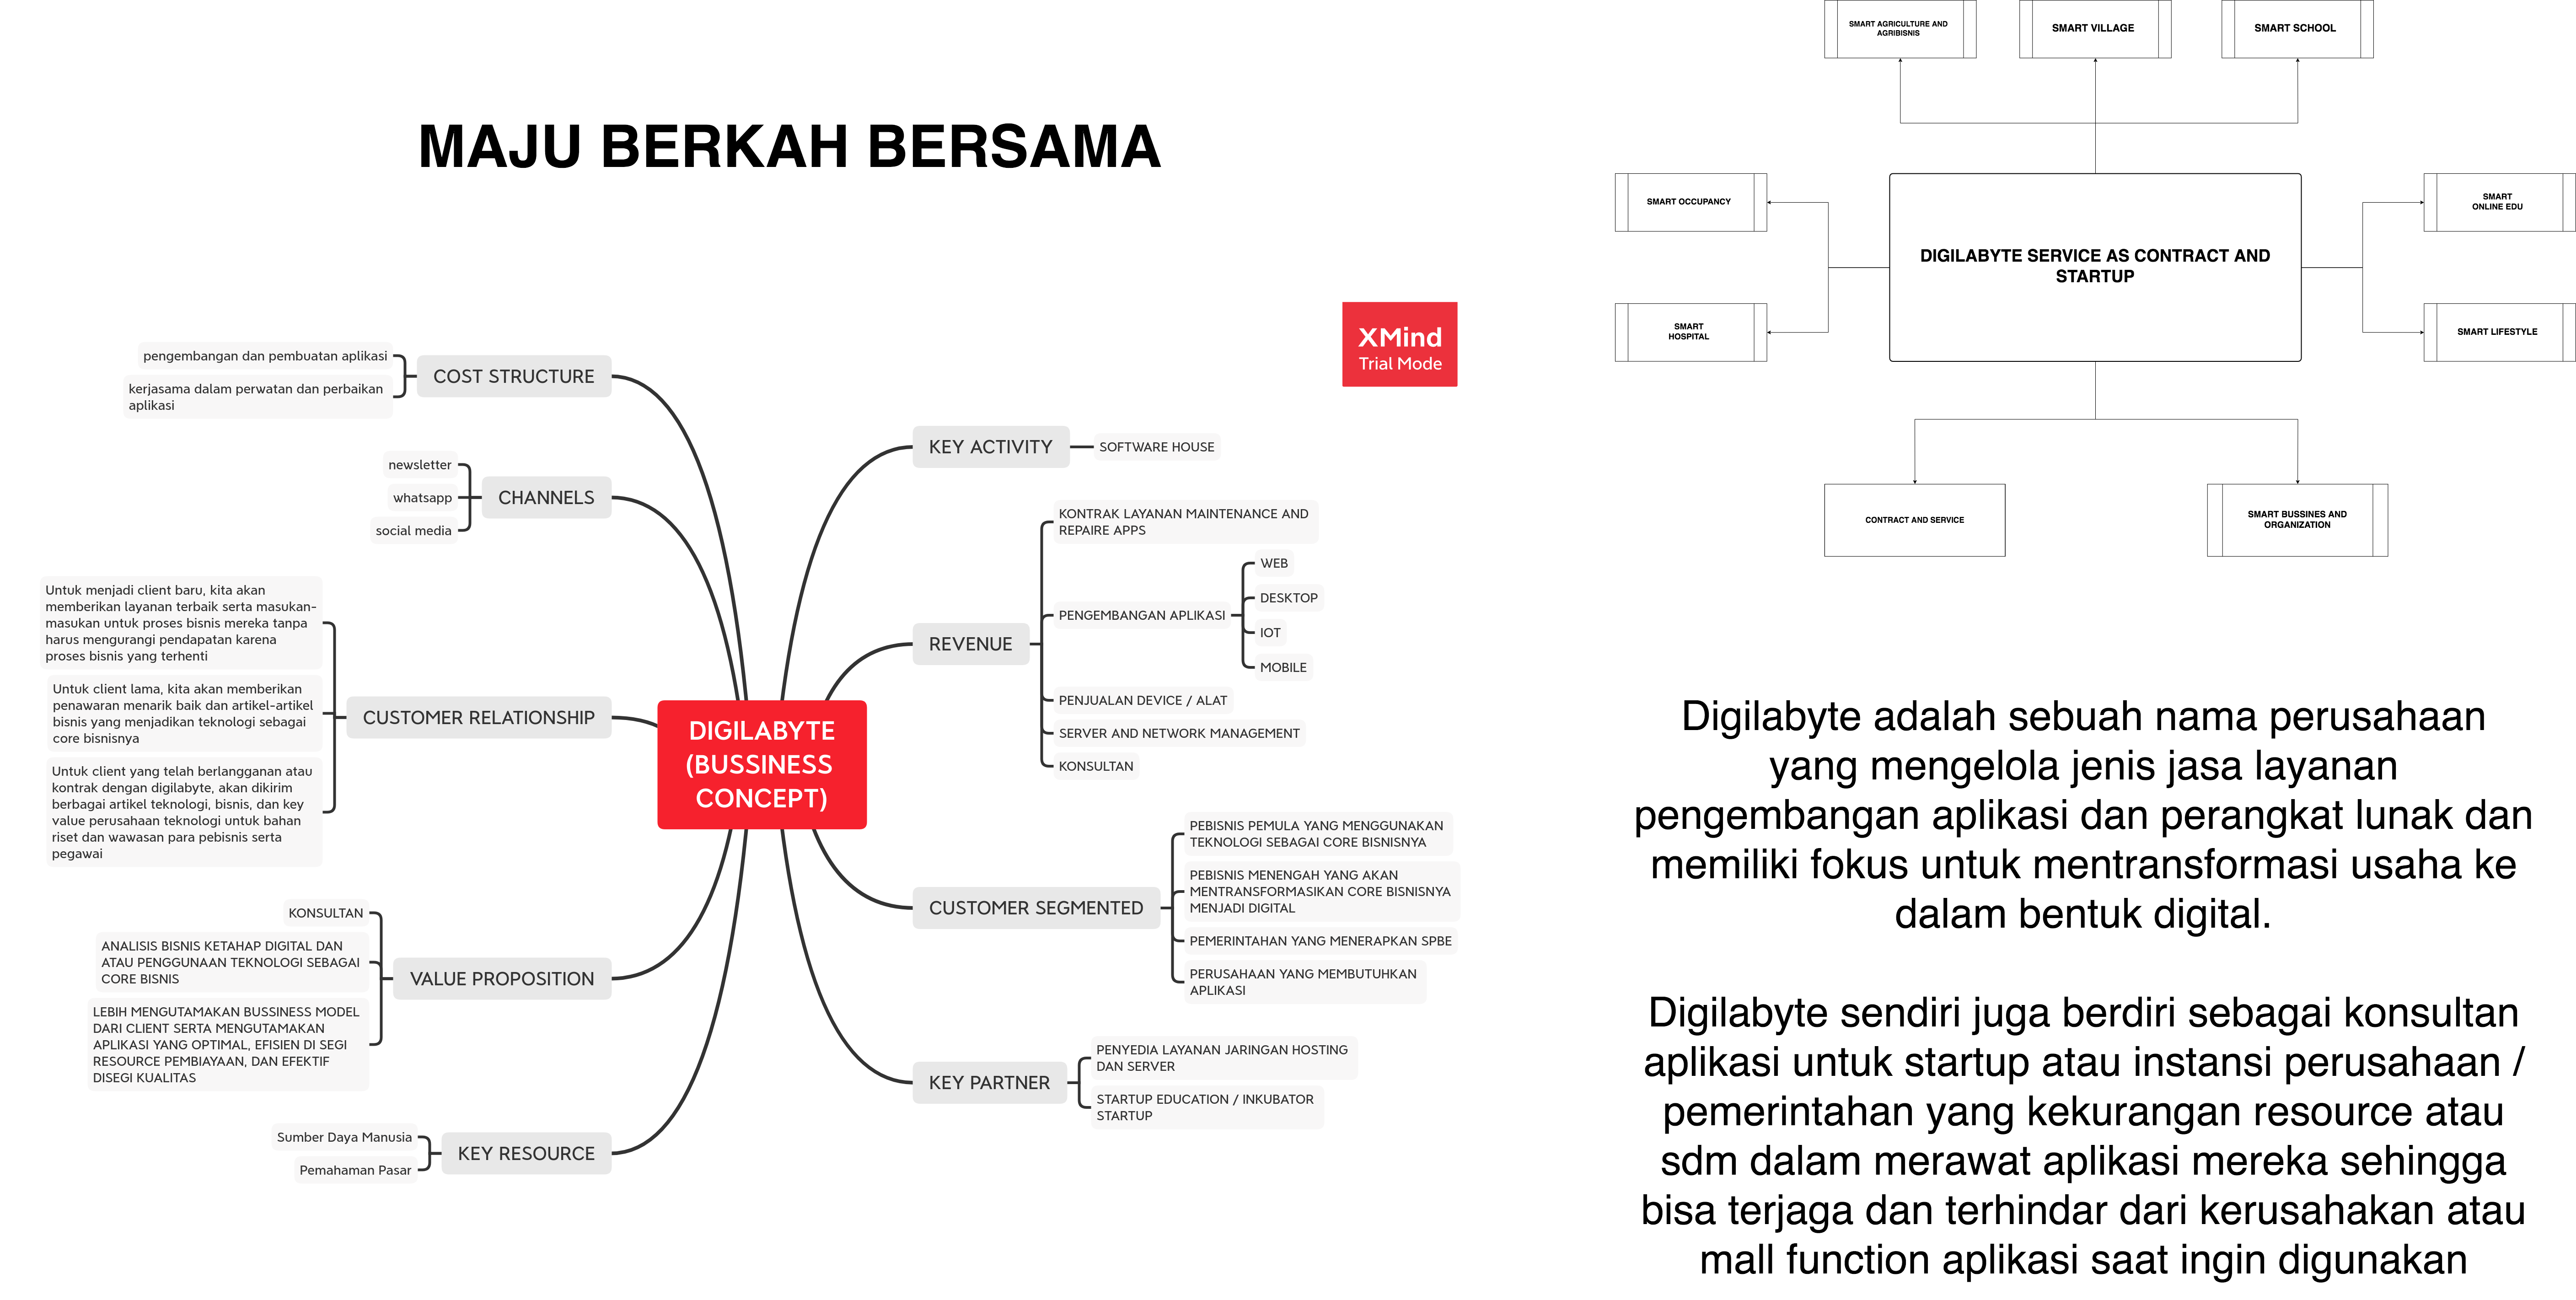 MAJU BERKAH BERSAMA
XMind
Trial Mode
COST STRUCTURE
pengembangan dan pembuatan aplikasi
kerjasama dalam perwatan dan perbaikan
aplikasi
CHANNELS
newsletter
whatsapp
social media
CUSTOMER RELATIONSHIP
Untuk menjadi client baru, kita akan
memberikan layanan terbaik serta masukan-
masukan untuk proses bisnis mereka tanpa
harus mengurangi pendapatan karena
proses bisnis yang terhenti
Untuk client lama, kita akan memberikan
penawaran menarik baik dan artikel-artikel
bisnis yang menjadikan teknologi sebagai
core bisnisnya
Untuk client yang telah berlangganan atau
kontrak dengan digilabyte, akan dikirim
berbagai artikel teknologi, bisnis, dan key
value perusahaan teknologi untuk bahan
riset dan wawasan para pebisnis serta
pegawai
VALUE PROPOSITION
KONSULTAN
ANALISIS BISNIS KETAHAP DIGITAL DAN
ATAU PENGGUNAAN TEKNOLOGI SEBAGAI
CORE BISNIS
LEBIH MENGUTAMAKAN BUSSINESS MODEL
DARI CLIENT SERTA MENGUTAMAKAN
APLIKASI YANG OPTIMAL, EFISIEN DI SEGI
RESOURCE PEMBIAYAAN, DAN EFEKTIF
DISEGI KUALITAS
KEY RESOURCE
Sumber Daya Manusia
Pemahaman Pasar
DIGILABYTE
(BUSSINESS
CONCEPT)
KEY ACTIVITY
SOFTWARE HOUSE
REVENUE
KONTRAK LAYANAN MAINTENANCE AND
REPAIRE APPS
PENGEMBANGAN APLIKASI
WEB
DESKTOP
IOT
MOBILE
PENJUALAN DEVICE / ALAT
SERVER AND NETWORK MANAGEMENT
KONSULTAN
CUSTOMER SEGMENTED
PEBISNIS PEMULA YANG MENGGUNAKAN
TEKNOLOGI SEBAGAI CORE BISNISNYA
PEBISNIS MENENGAH YANG AKAN
MENTRANSFORMASIKAN CORE BISNISNYA
MENJADI DIGITAL
PEMERINTAHAN YANG MENERAPKAN SPBE
PERUSAHAAN YANG MEMBUTUHKAN
APLIKASI
KEY PARTNER
PENYEDIA LAYANAN JARINGAN HOSTING
DAN SERVER
STARTUP EDUCATION / INKUBATOR
STARTUP
SMART AGRICULTURE AND
AGRIBISNIS
SMART VILLAGE
SMART SCHOOL
SMART OCCUPANCY
SMART
HOSPITAL
DIGILABYTE SERVICE AS CONTRACT AND
STARTUP
SMART
ONLINE EDU
SMART LIFESTYLE
CONTRACT AND SERVICE
SMART BUSSINES AND
ORGANIZATION
Digilabyte adalah sebuah nama perusahaan
yang mengelola jenis jasa layanan
pengembangan aplikasi dan perangkat lunak dan
memiliki fokus untuk mentransformasi usaha ke
dalam bentuk digital.
Digilabyte sendiri juga berdiri sebagai konsultan
aplikasi untuk startup atau instansi perusahaan /
pemerintahan yang kekurangan resource atau
sdm dalam merawat aplikasi mereka sehingga
bisa terjaga dan terhindar dari kerusahakan atau
mall function aplikasi saat ingin digunakan